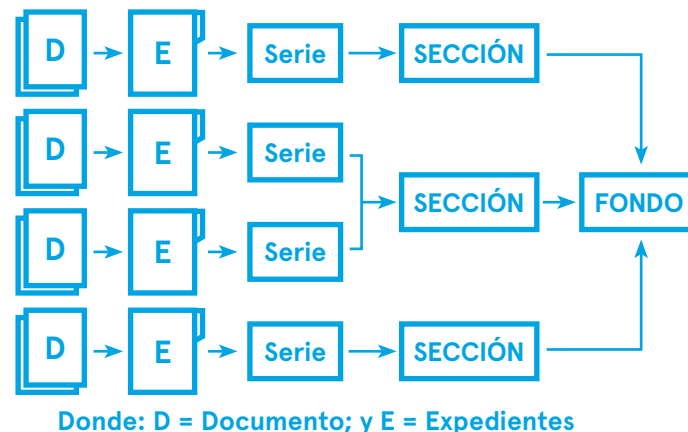 D E Serie SECCIÓN
D E Serie
SECCIÓN FONDO
D E Serie
D E Serie SECCIÓN
Donde: D = Documento; y E = Expedientes